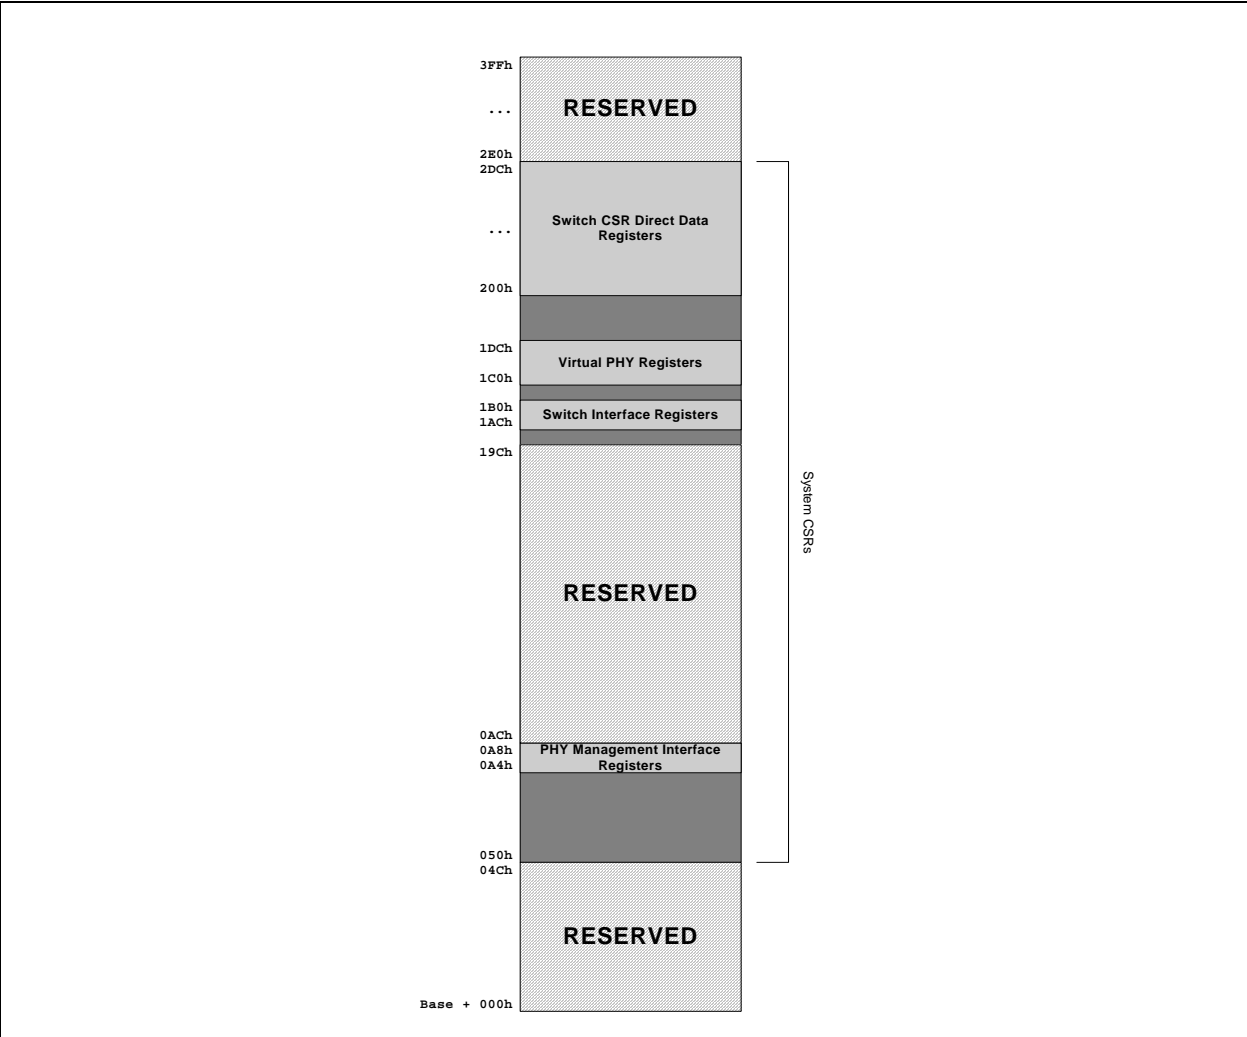 3FFh
RESERVED
...
2E0h
2DCh
Switch CSR Direct Data
Registers
...
200h
1DCh
Virtual PHY Registers
1C0h
1B0h
Switch Interface Registers
1ACh
19Ch
System CSRs
RESERVED
0ACh
0A8h
PHY Management Interface
Registers
0A4h
050h
04Ch
RESERVED
Base + 000h